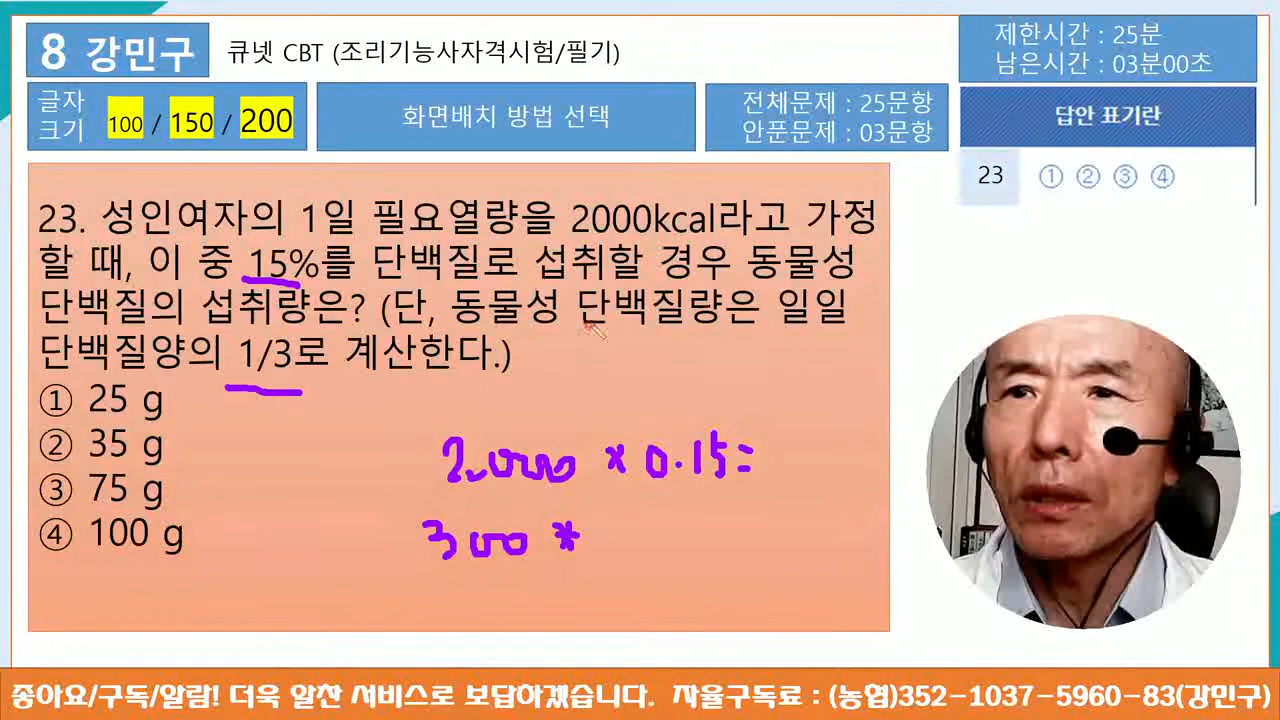 8 강민구
큐넷 CBT (조리기능사자격시험/필기)
제한시간 : 25분
남은시간 : 03분00초
글자
크기
100 / 150 / 200
화면배치 방법 선택
전체문제 : 25문항
안푼문제 : 03문항
답안 표기란
23 ① ② ③ ④
23. 성인여자의 1일 필요열량을 2000kcal라고 가정
할 때, 이 중 15%를 단백질로 섭취할 경우 동물성
단백질의 섭취량은? (단, 동물성 단백질량은 일일
단백질양의 1/3로 계산한다.)
① 25 g
② 35 g
③ 75 g
④ 100 g
2000 × 0.15=
300 *
종아요/구독/알람! 더욱 알찬 서비스로 보답하겠습니다. 자율구독료 : (농협)352-1037-5960-83(강민구)